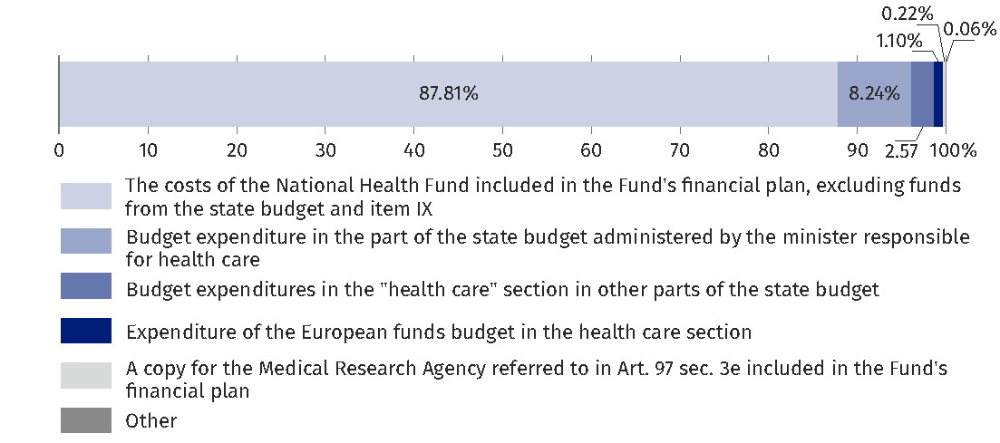 0.22%
0.06%
1.10%
87.81%
8.24%
0 10 20 30 40 50 60 70 80 90 2.57 100%
The costs of the National Health Fund included in the Fund's financial plan, excluding funds
from the state budget and item IX
Budget expenditure in the part of the state budget administered by the minister responsible
for health care
Budget expenditures in the "health care" section in other parts of the state budget
Expenditure of the European funds budget in the health care section
A copy for the Medical Research Agency referred to in Art. 97 sec. 3e included in the Fund's
financial plan
Other